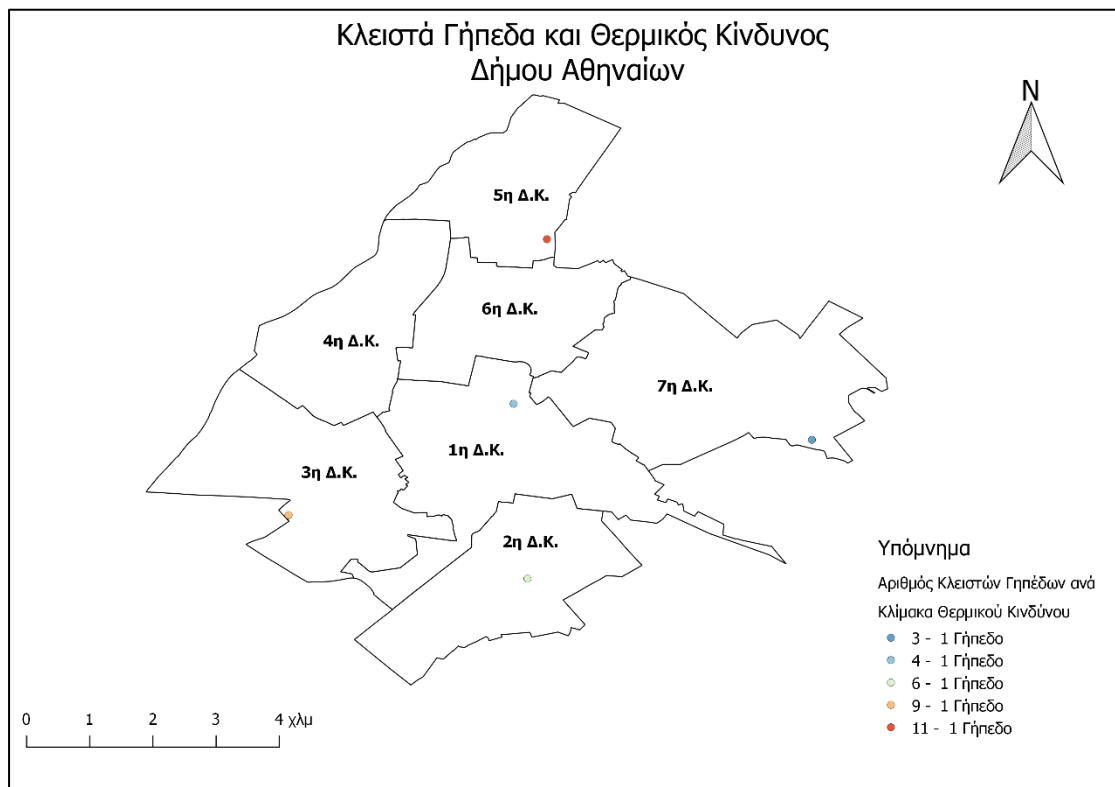 Κλειστά Γήπεδα και Θερμικός Κίνδυνος
Δήμου Αθηναίων
N
5η Δ.Κ.
6η Δ.Κ.
4η Δ.Κ.
7η Δ.Κ.
1η Δ.Κ.
3η Δ.Κ.
2η Δ.Κ.
Υπόμνημα
Αριθμός Κλειστών Γηπέδων ανά
Κλίμακα Θερμικού Κινδύνου
3 - 1 Γήπεδο
4 - 1 Γήπεδο
6 - 1 Γήπεδο
9 - 1 Γήπεδο
11 - 1 Γήπεδο
0 1 2 3 4 χλμ